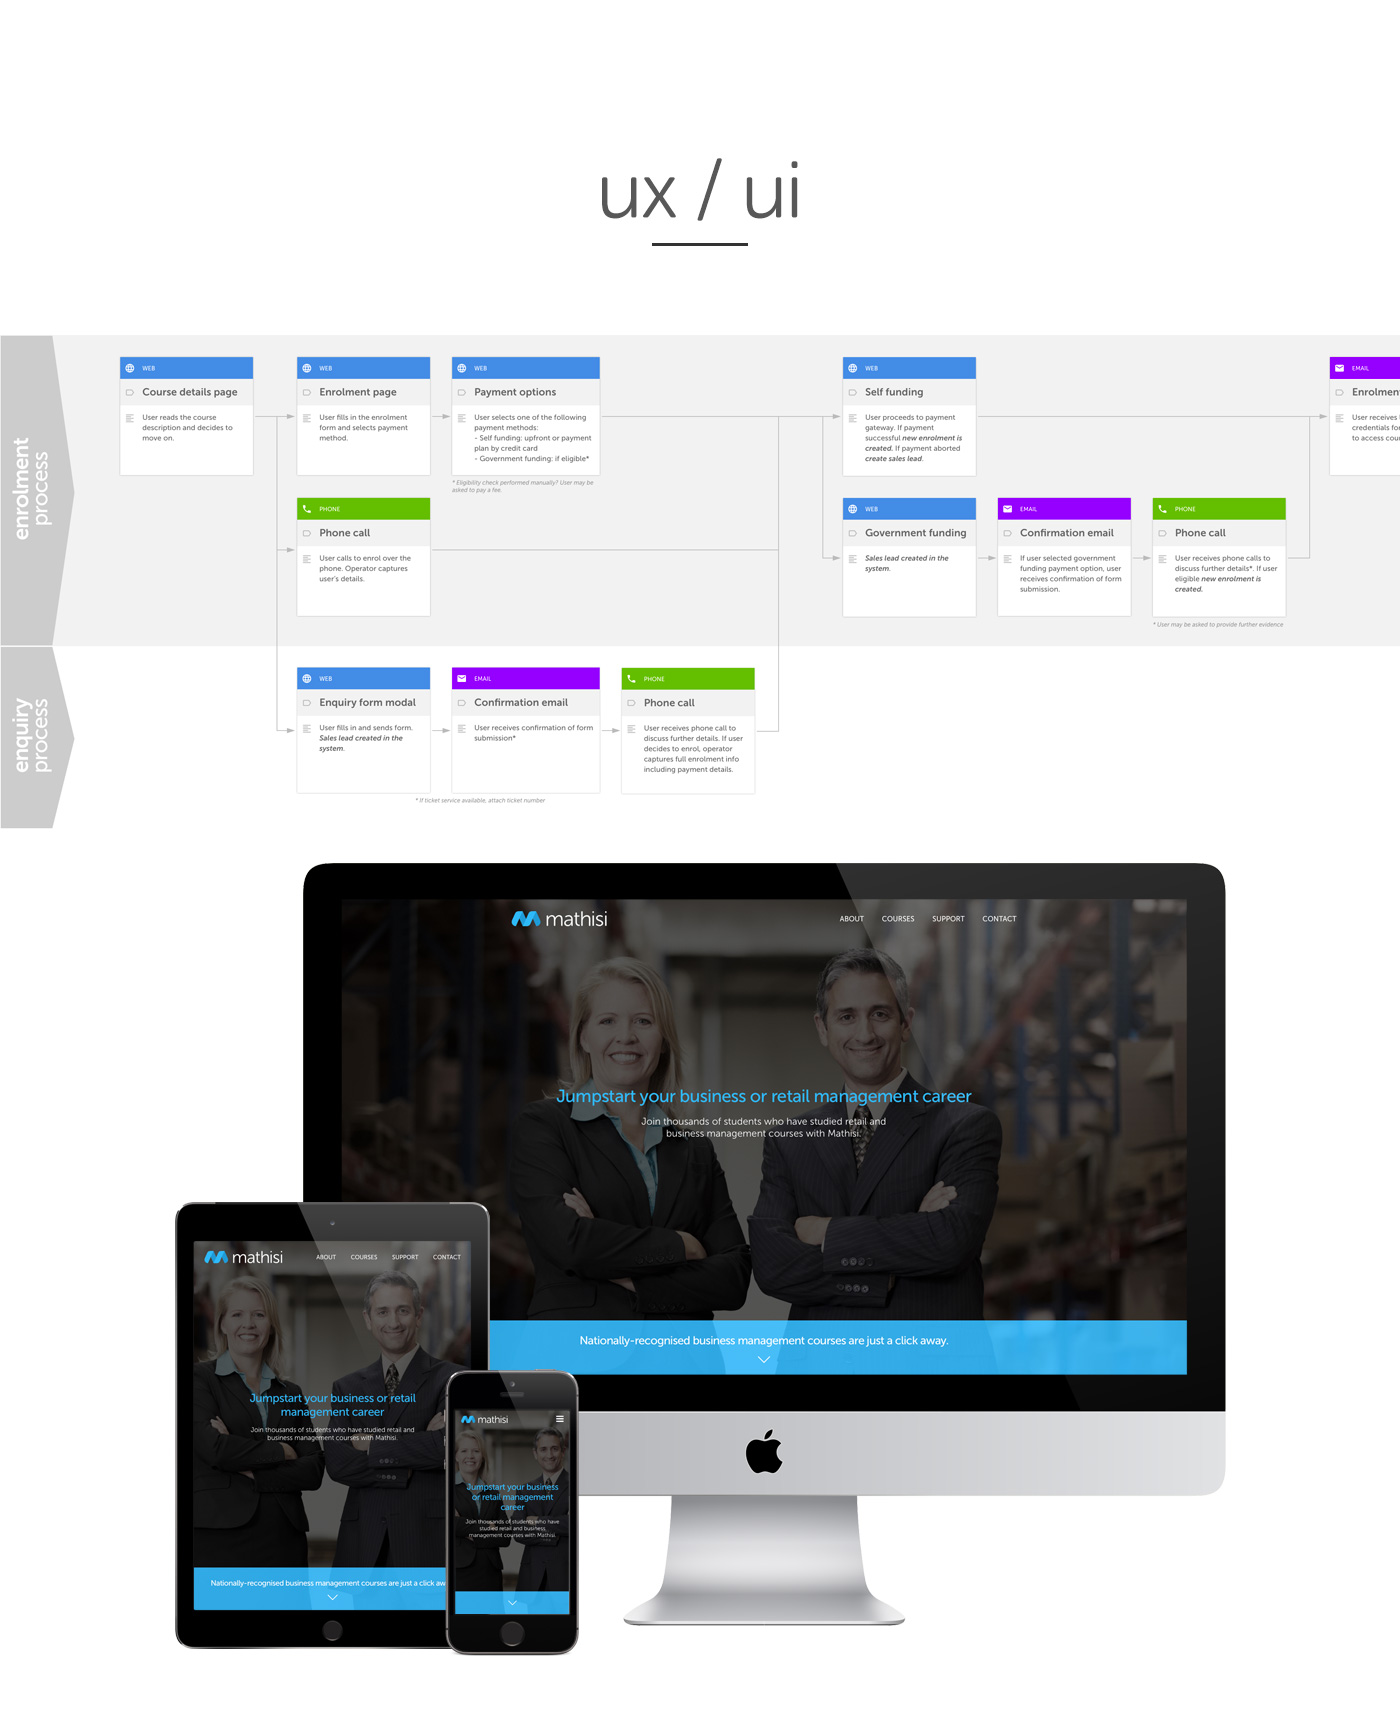 ux / ui
enrolment
process
WEB
Course details page
User reads the course
description and decides to
move on.
WEB
Enrolment page
User fills in the enrolment
form and selects payment
method.
WEB
Payment options
User selects one of the following
payment methods:
- Self funding: upfront or payment
plan by credit card
- Government funding: if eligible*
* Eligibility check performed manually? User may be
asked to pay a fee.
WEB
Self funding
User proceeds to payment
gateway. If payment
successful new enrolment is
created. If payment aborted
create sales lead.
EMAIL
Enrolment
User receives
credentials for
to access cou
PHONE
Phone call
User calls to enrol over the
phone. Operator captures
user's details.
WEB
Government funding
Sales lead created in the
system.
EMAIL
Confirmation email
If user selected government
funding payment option, user
receives confirmation of form
submission.
PHONE
Phone call
User receives phone calls to
discuss further details*. If user
eligible new enrolment is
created.
* User may be asked to provide further evidence
enquiry
process
WEB
Enquiry form modal
User fills in and sends form.
Sales lead created in the
system.
EMAIL
Confirmation email
User receives confirmation of form
submission*
PHONE
Phone call
User receives phone call to
discuss further details. If user
decides to enrol, operator
captures full enrolment info
including payment details.
* If ticket service available, attach ticket number
mathisi
ABOUT COURSES SUPPORT CONTACT
Jumpstart your business or retail management career
Join thousands of students who have studied retail and
business management courses with Mathisi.
Nationally-recognised business management courses are just a click away.
mathisi
ABOUT COURSES SUPPORT CONTACT
Jumpstart your business or retail
management career
Join thousands of students who have studied retail and
business management courses with Mathisi.
Nationally-recognised business management courses are just a click aw
mathisi
Jumpstart your business
or retail management
career
Join thousands of students who have
studied retail and business
management courses with Mathisi.